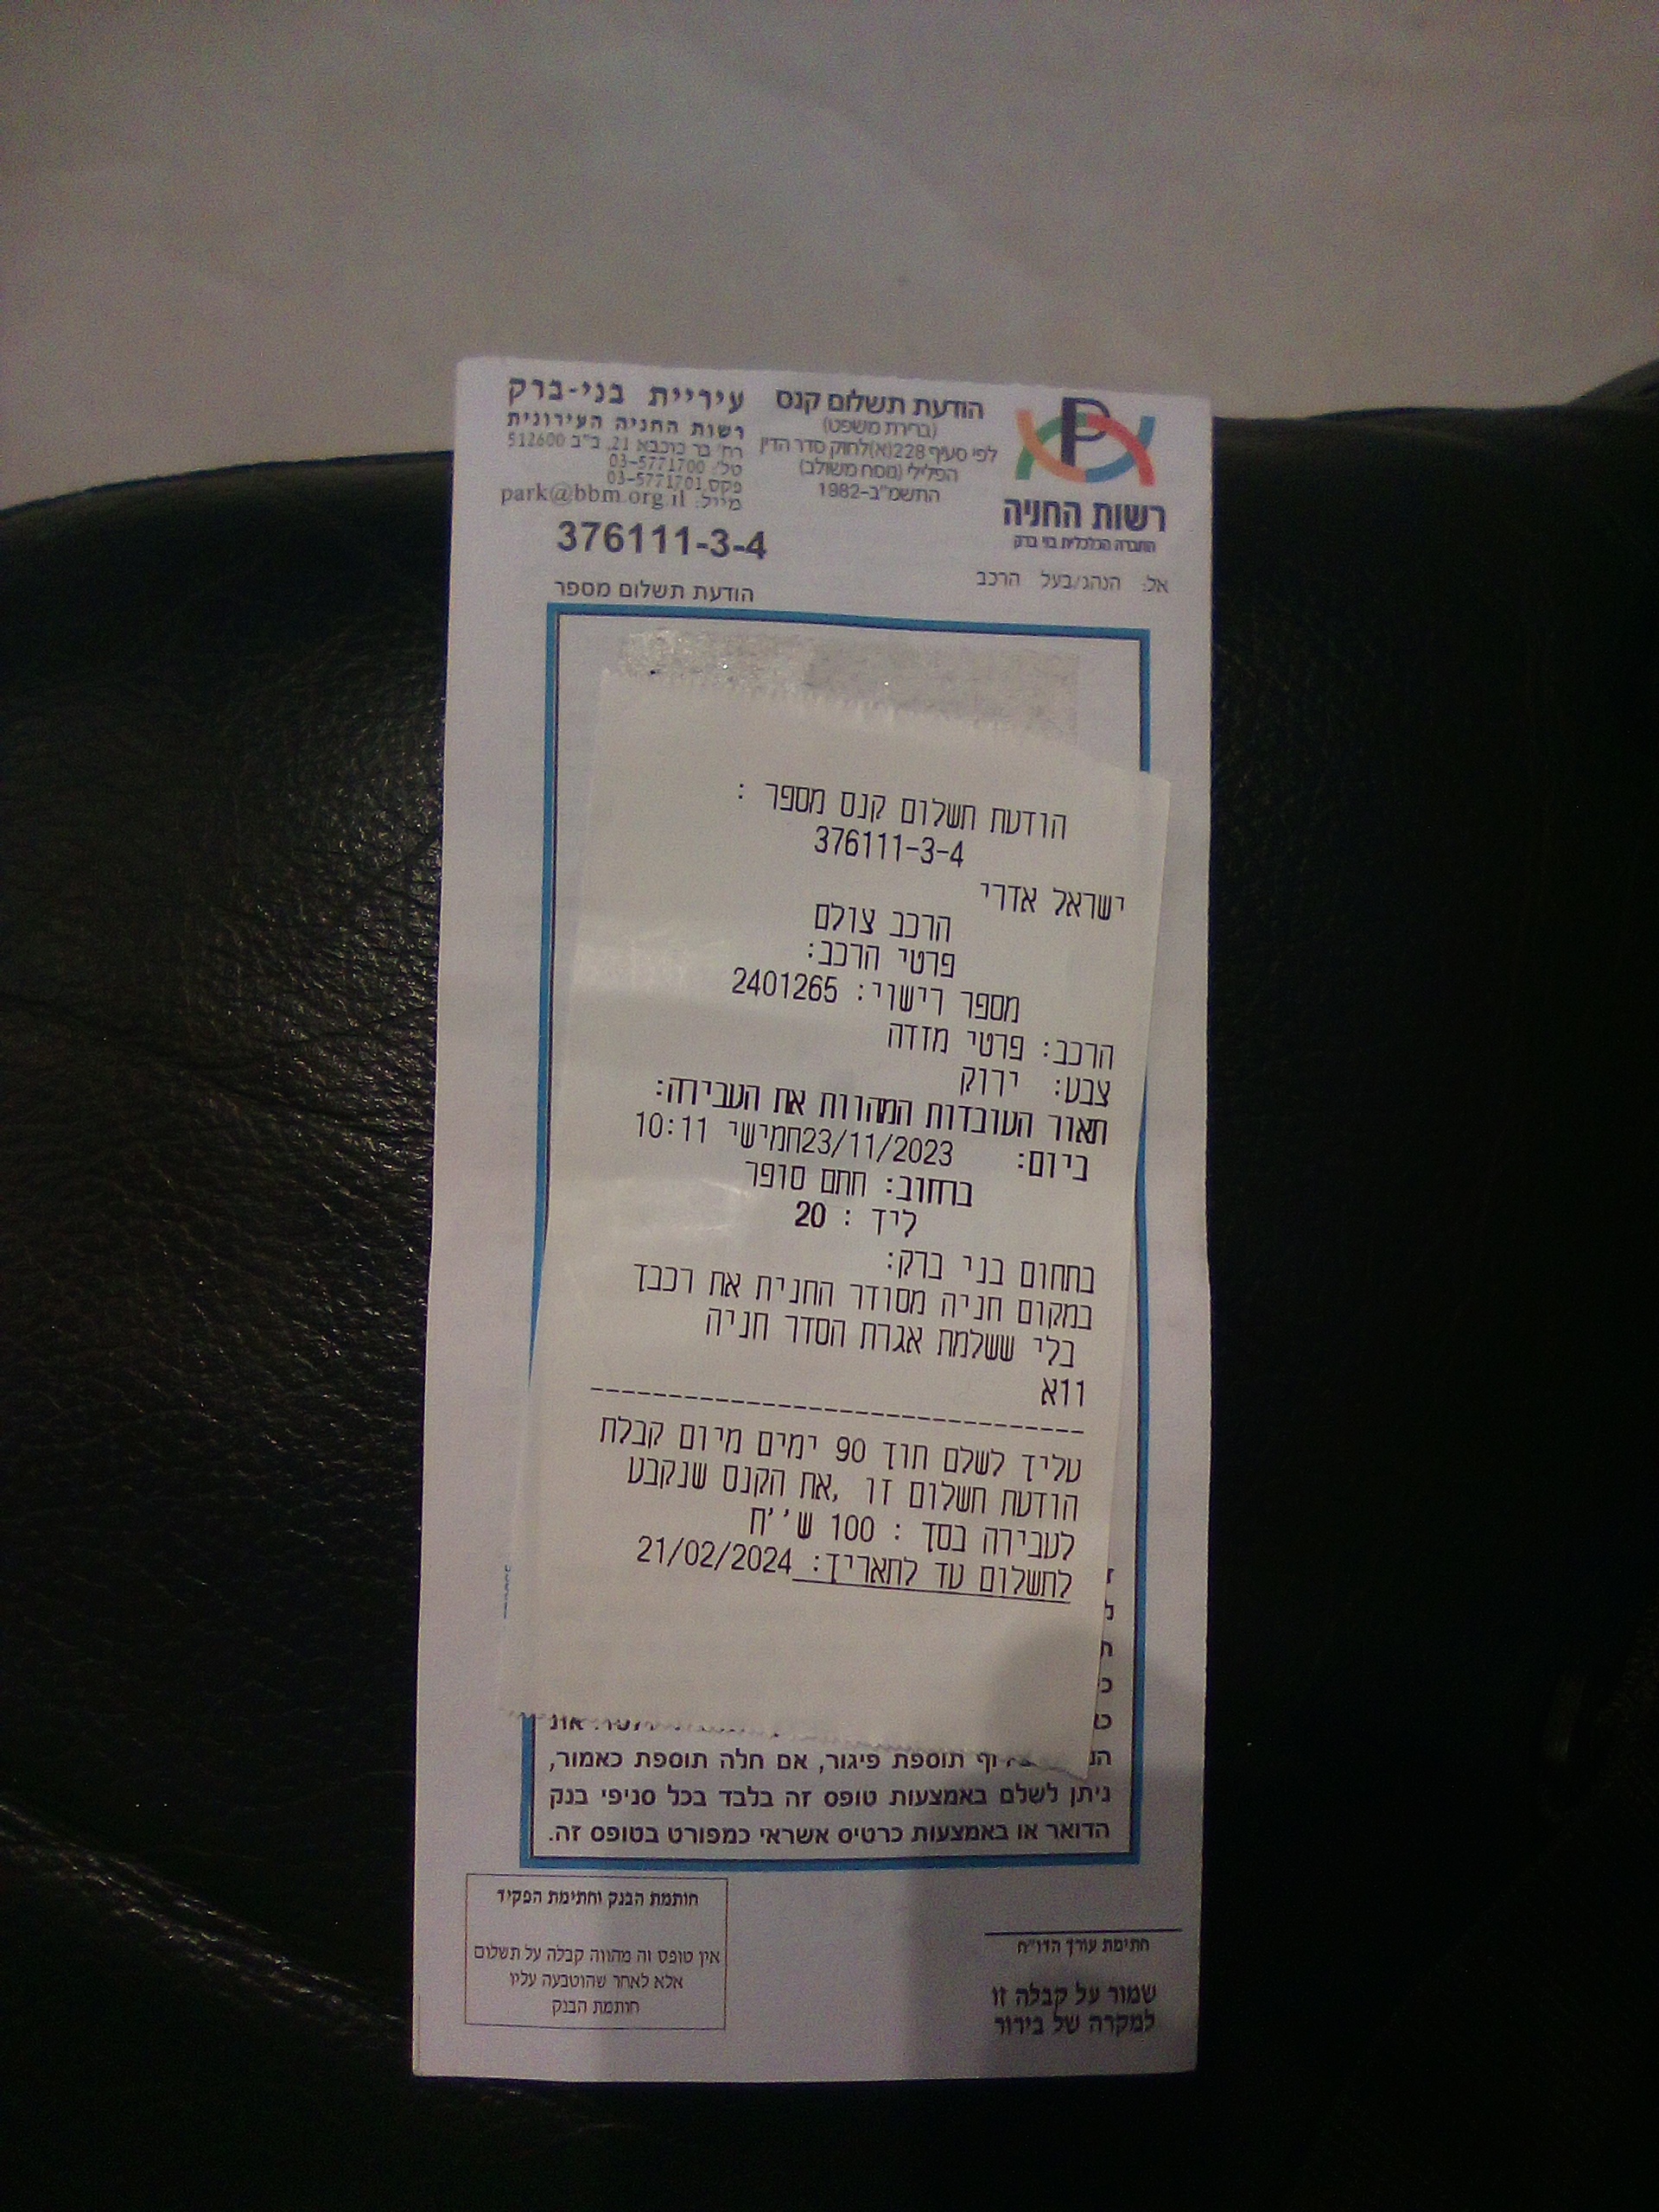 P
רשות החניה
החברה הכלכלית בני ברק
הודעת תשלום קנס
(ברירת משפט)
לפי סעיף 228(א)לחוק סדר הדין
הפלילי (נוסח משולב)
התשמ"ב-1982
עיריית בני-ברק
רשות החניה העירונית
רח' בר כוכבא 21, ב"ב 512600
טל': 03-5771700
פקס: 03-5771701
מייל: park@bbm.org.il
376111-3-4
אל: הנהג/בעל הרכב
הודעת תשלום מספר
הודעת תשלום קנס מספר :
376111-3-4
ישראל אדרי
הרכב צולם
פרטי הרכב:
מספר רישוי: 2401265
הרכב: פרטי מזדה
צבע: ירוק
תאור העובדות המהוות את העבירה:
ביום: 23/11/2023חמישי 10:11
ברחוב: חתם סופר
ליד : 20
בתחום בני ברק:
במקום חניה מסודר החנית את רכבך
בלי ששלמת אגרת הסדר חניה
11א
עליך לשלם תוך 90 ימים מיום קבלת
הודעת תשלום זו ,את הקנס שנקבע
לעבירה בסך : 100 ש''ח
לתשלום עד לתאריך: 21/02/2024
תוספת פיגור, אם חלה תוספת כאמור,
ניתן לשלם באמצעות טופס זה בלבד בכל סניפי בנק
הדואר או באמצעות כרטיס אשראי כמפורט בטופס זה.
חותמת הבנק וחתימת הפקיד
אין טופס זה מהווה קבלה על תשלום
אלא לאחר שהוטבעה עליו
חותמת הבנק
חתימת עורך הדו"ח
שמור על קבלה זו
למקרה של בירור